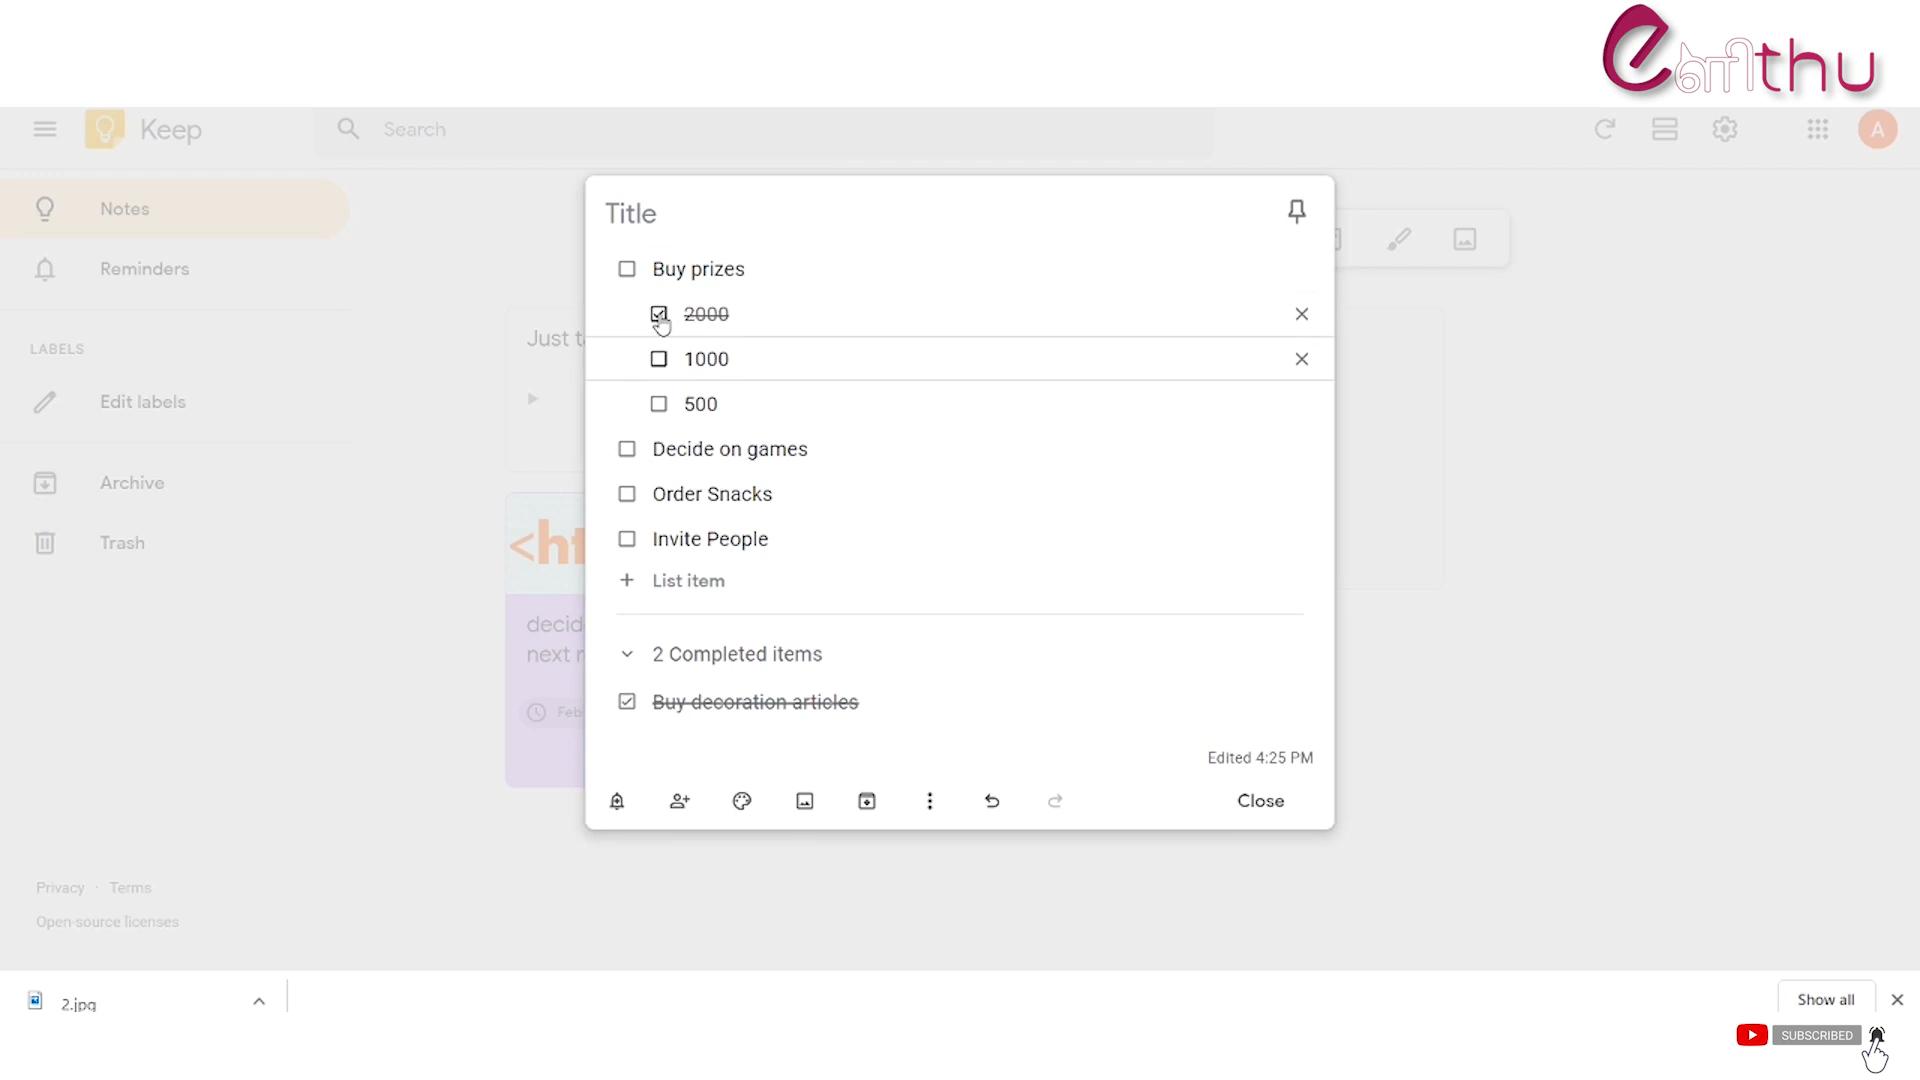 eளிthu
Keep
Search
A
Notes
Reminders
LABELS
Edit labels
Archive
Trash
Privacy · Terms
Open-source licenses
Just t
<ht
decid
next r
Feb
Title
Buy prizes
2000
1000
500
Decide on games
Order Snacks
Invite People
+ List item
2 Completed items
Buy decoration articles
Edited 4:25 PM
Close
2.jpg
Show all
SUBSCRIBED